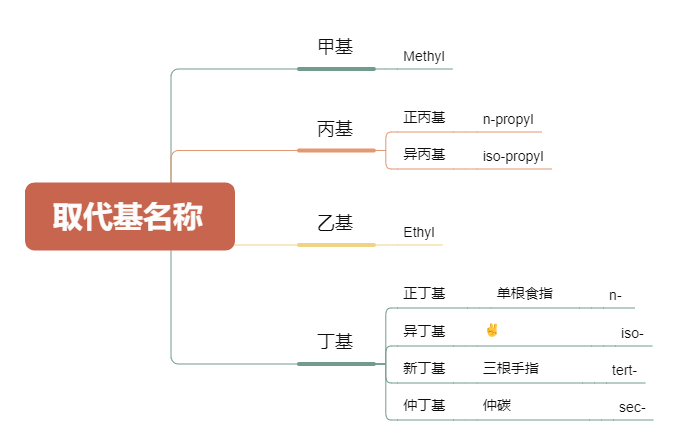 取代基名称
甲基
Methyl
丙基
正丙基 n-propyl
异丙基 iso-propyl
乙基
Ethyl
丁基
正丁基 单根食指 n-
异丁基 ✌ iso-
新丁基 三根手指 tert-
仲丁基 仲碳 sec-